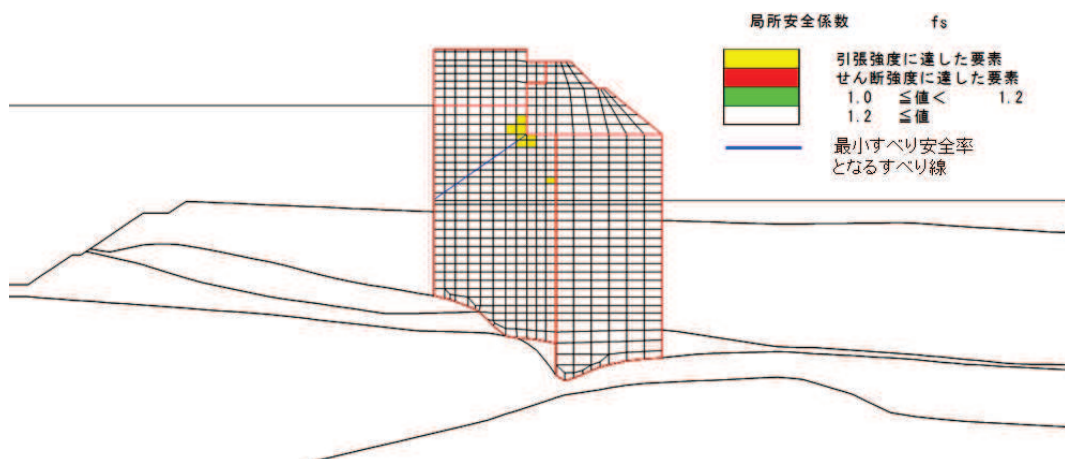 局所安全係数 fs
引張強度に達した要素
せん断強度に達した要素
1.0 ≦値< 1.2
1.2 ≦値
最小すべり安全率
となるすべり線